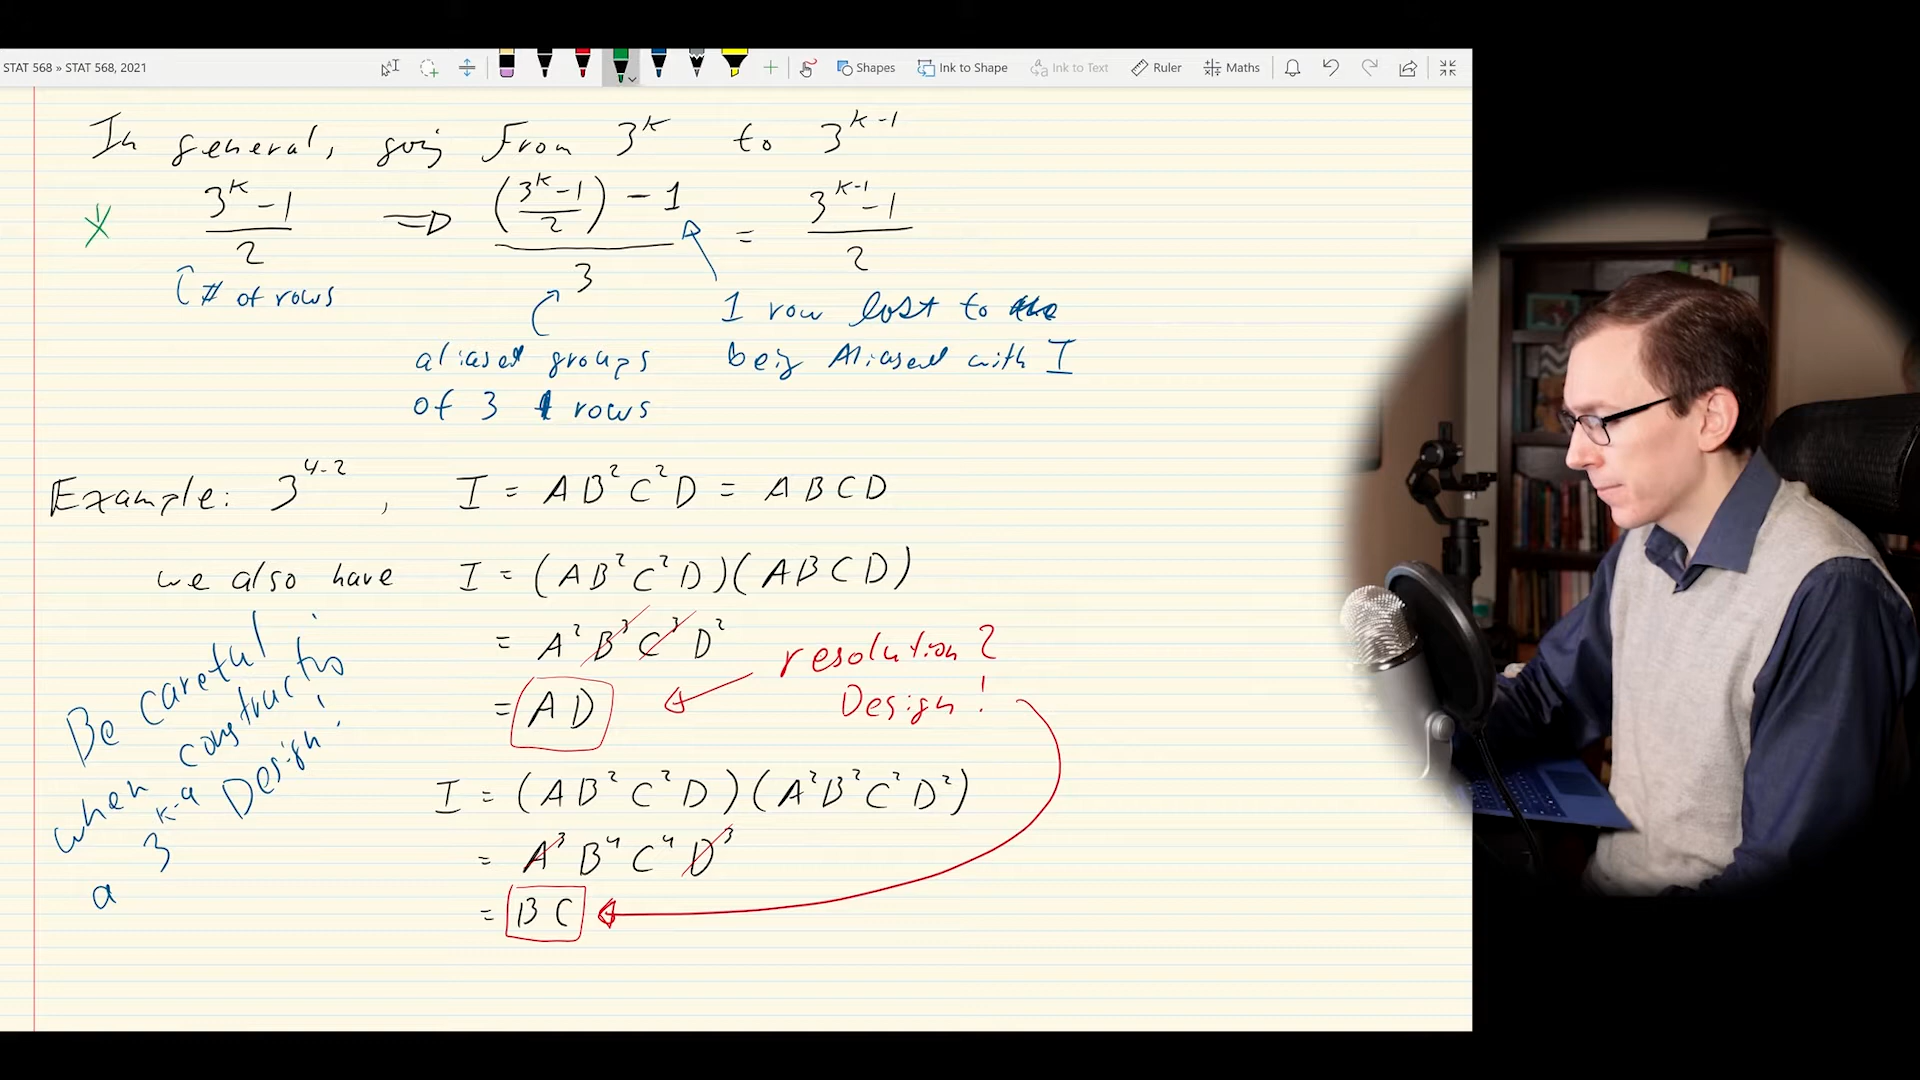 STAT 568 » STAT 568, 2021
Shapes
Ink to Shape
Ink to Text
Ruler
Maths
In general, going from 3^k to 3^(k-1)
(3^k - 1)/2 ⇒ (((3^k - 1)/2) - 1)/3 = (3^(k-1) - 1)/2
# of rows
aliased groups
of 3 rows
1 row lost to
being Aliased with I
Example: 3^(4-2), I = AB²C²D = ABCD
we also have I = (AB²C²D)(ABCD)
= A²B³C³D²
= AD
resolution 2
Design!
I = (AB²C²D)(A²B²C²D²)
= A³B⁴C⁴D³
= BC
Be careful
when constructing
a 3^(k-q) Design!